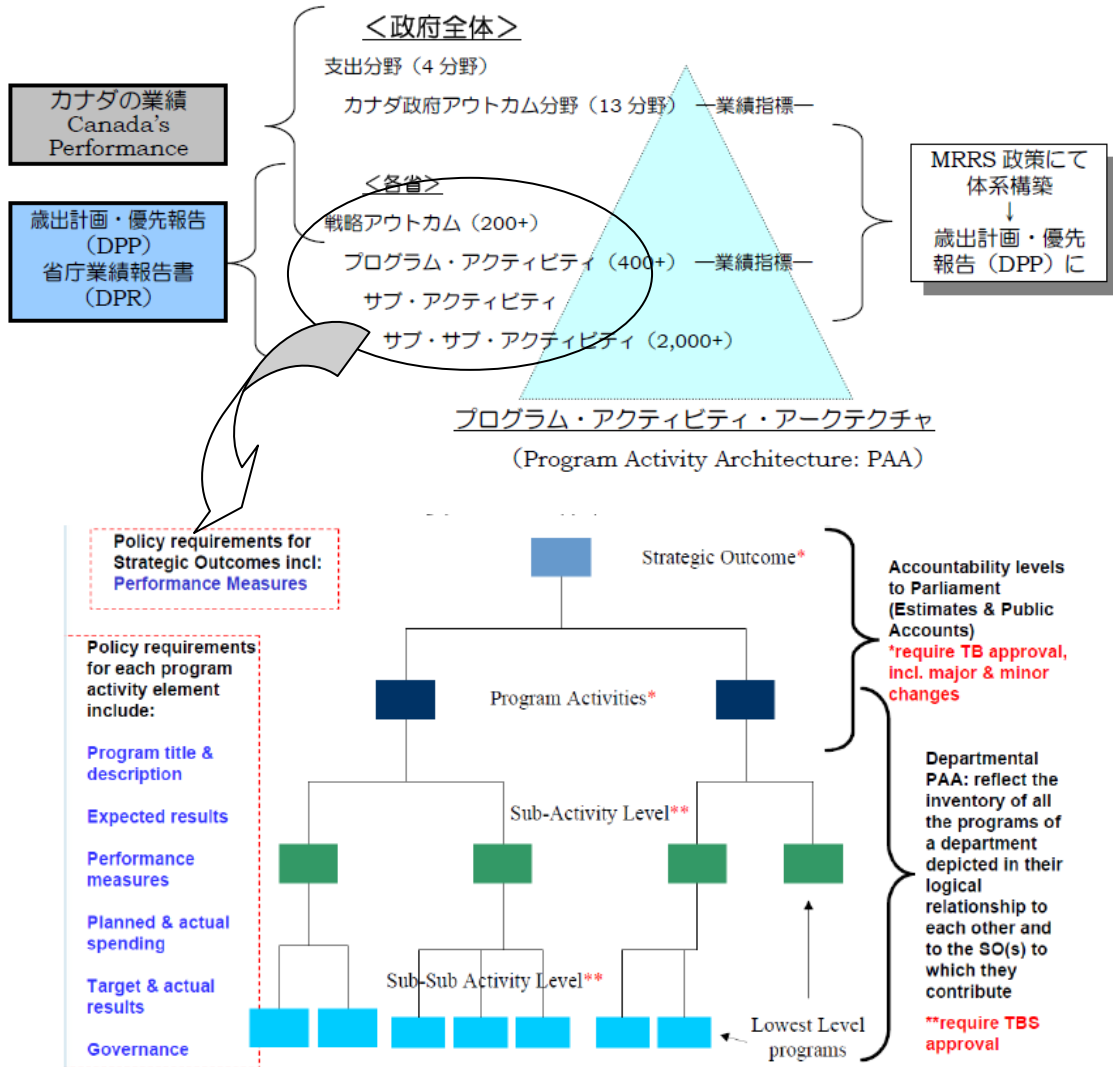 ＜政府全体＞
支出分野（4 分野）
カナダ政府アウトカム分野（13 分野） ―業績指標―
カナダの業績
Canada's
Performance
＜各省＞
戦略アウトカム（200+）
プログラム・アクティビティ（400+） ―業績指標―
サブ・アクティビティ
サブ・サブ・アクティビティ（2,000+）
歳出計画・優先報告
（DPP）
省庁業績報告書
（DPR）
MRRS 政策にて
体系構築
↓
歳出計画・優先
報告（DPP）に
プログラム・アクティビティ・アークテクチャ
（Program Activity Architecture: PAA）
Policy requirements for
Strategic Outcomes incl:
Performance Measures
Policy requirements
for each program
activity element
include:
Program title &
description
Expected results
Performance
measures
Planned & actual
spending
Target & actual
results
Governance
Strategic Outcome*
Program Activities*
Sub-Activity Level**
Sub-Sub Activity Level**
Lowest Level
programs
Accountability levels
to Parliament
(Estimates & Public
Accounts)
*require TB approval,
incl. major & minor
changes
Departmental
PAA: reflect the
inventory of all
the programs of
a department
depicted in their
logical
relationship to
each other and
to the SO(s) to
which they
contribute
**require TBS
approval